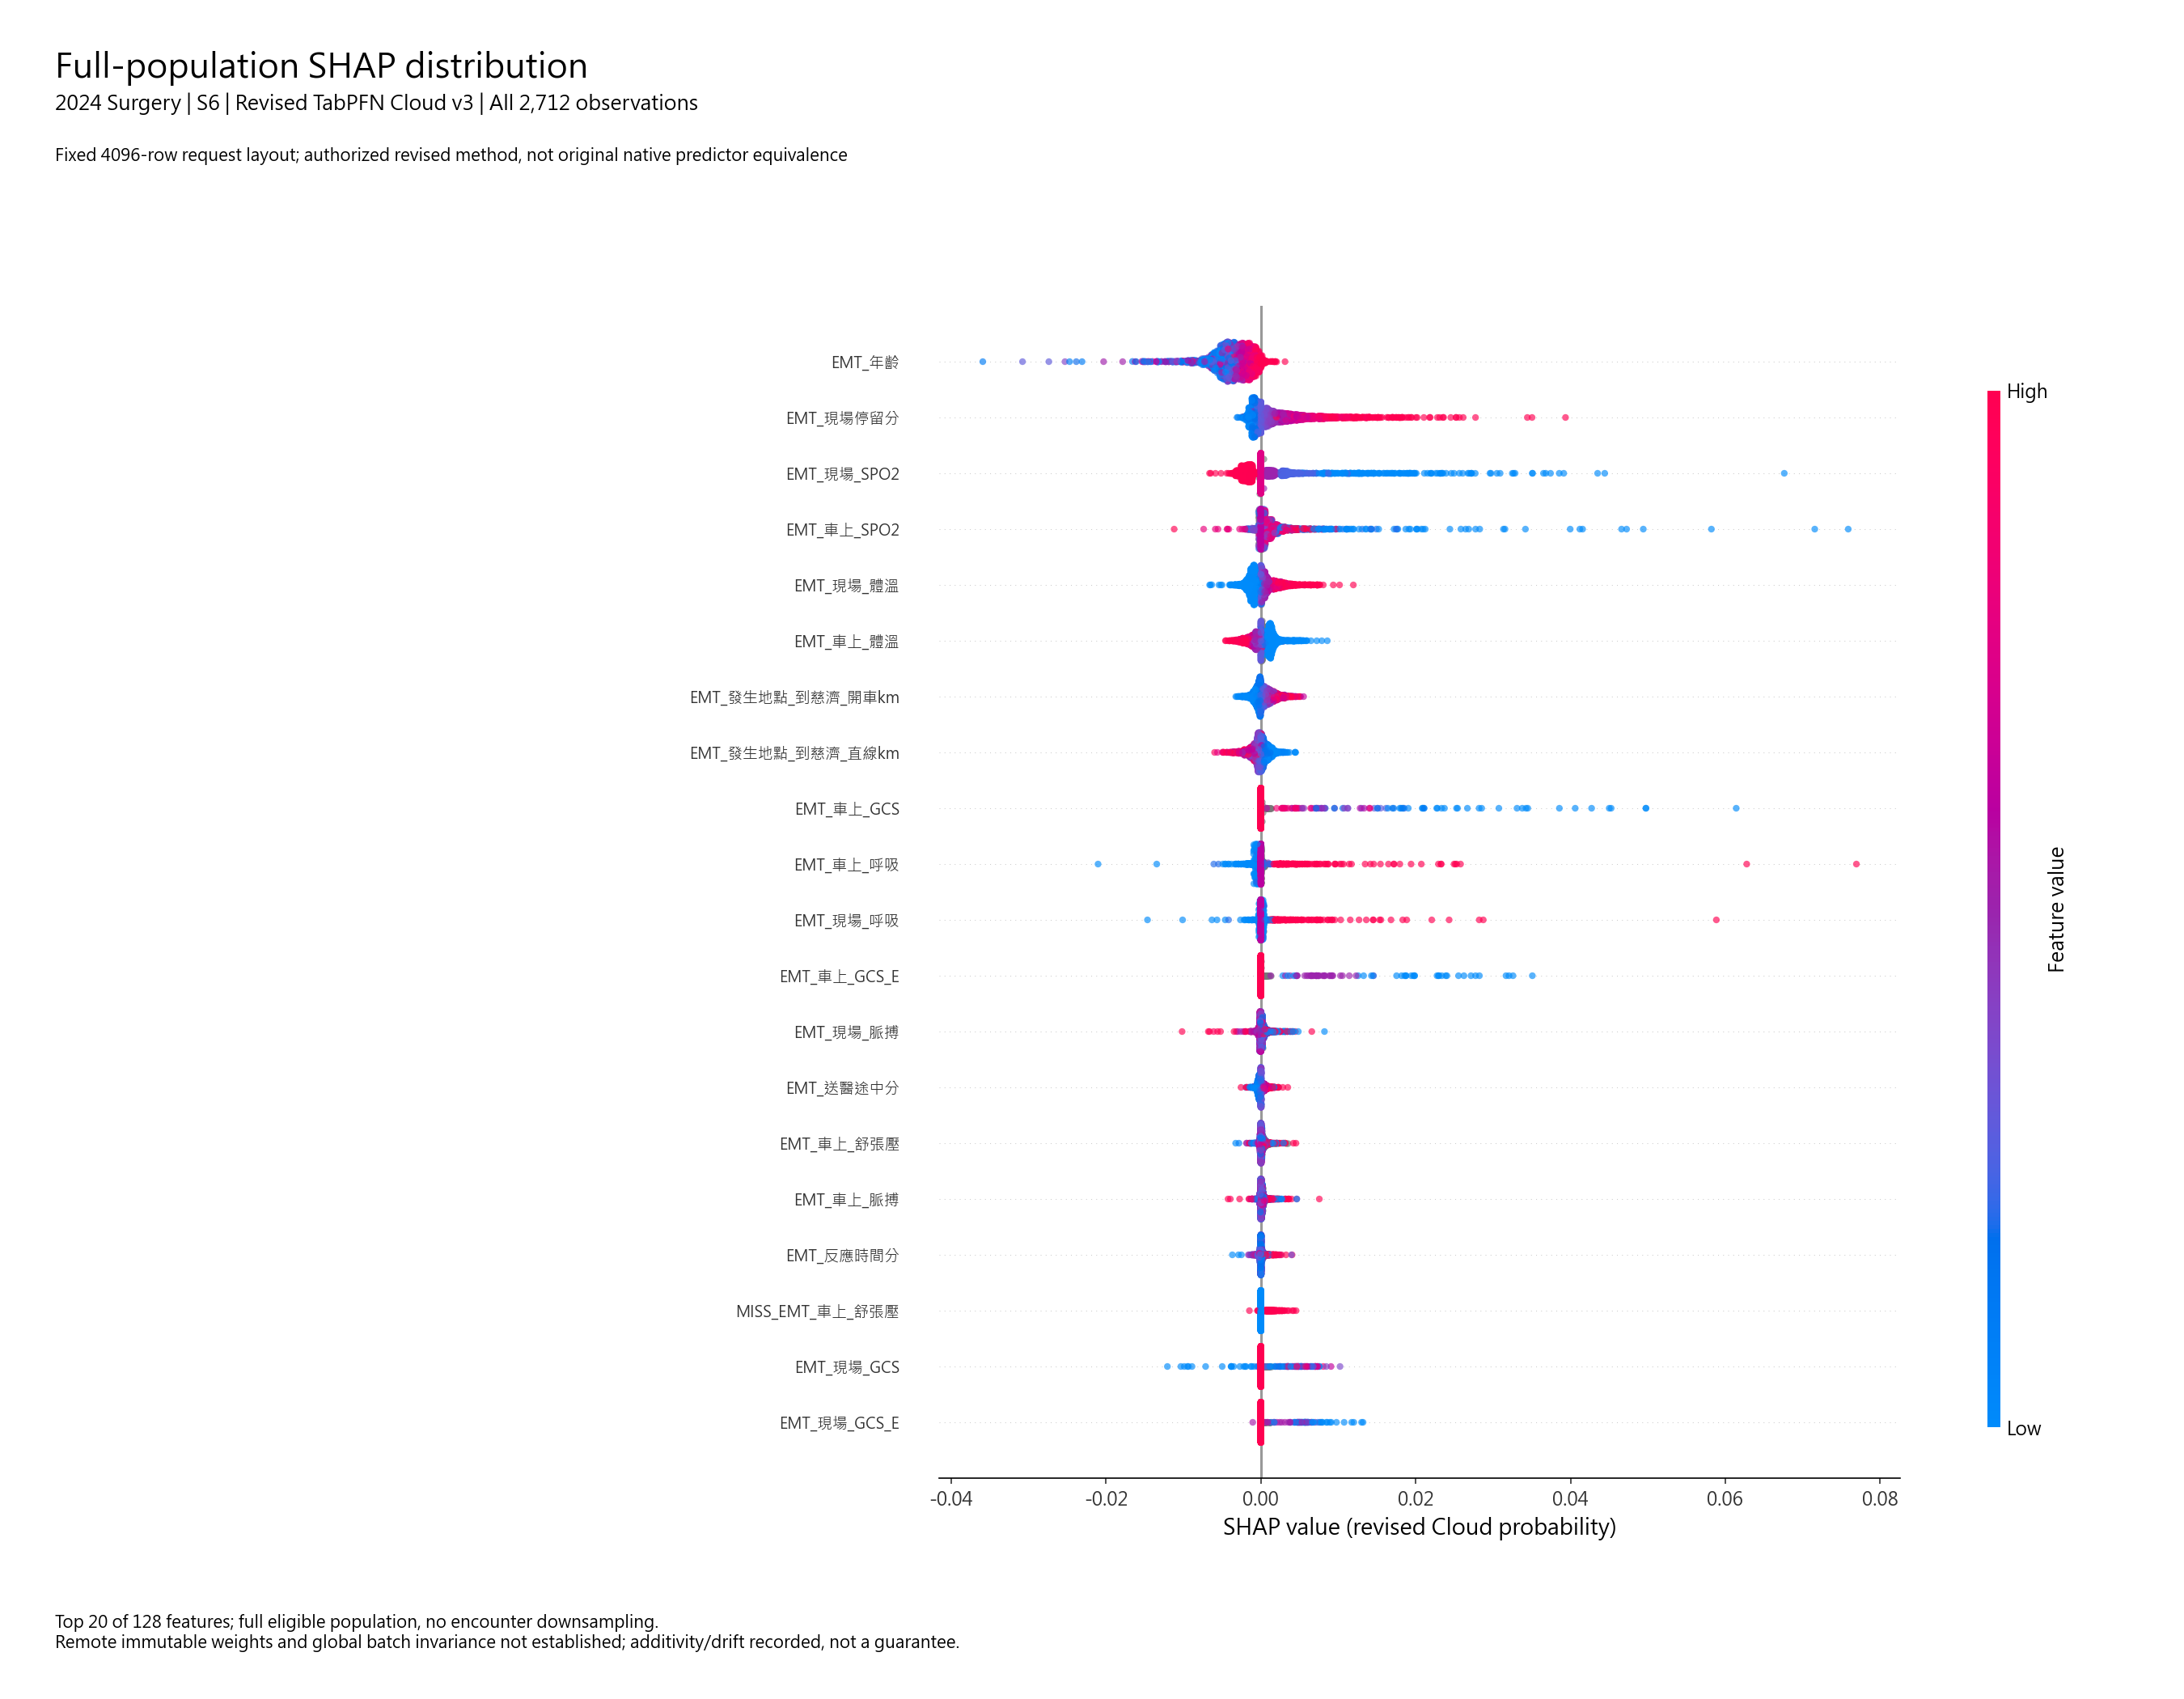 Full-population SHAP distribution
2024 Surgery | S6 | Revised TabPFN Cloud v3 | All 2,712 observations
Fixed 4096-row request layout; authorized revised method, not original native predictor equivalence
EMT_年齡
EMT_現場停留分
EMT_現場_SPO2
EMT_車上_SPO2
EMT_現場_體溫
EMT_車上_體溫
EMT_發生地點_到慈濟_開車km
EMT_發生地點_到慈濟_直線km
EMT_車上_GCS
EMT_車上_呼吸
EMT_現場_呼吸
EMT_車上_GCS_E
EMT_現場_脈搏
EMT_送醫途中分
EMT_車上_舒張壓
EMT_車上_脈搏
EMT_反應時間分
MISS_EMT_車上_舒張壓
EMT_現場_GCS
EMT_現場_GCS_E
-0.04 -0.02 0.00 0.02 0.04 0.06 0.08
SHAP value (revised Cloud probability)
High
Feature value
Low
Top 20 of 128 features; full eligible population, no encounter downsampling.
Remote immutable weights and global batch invariance not established; additivity/drift recorded, not a guarantee.